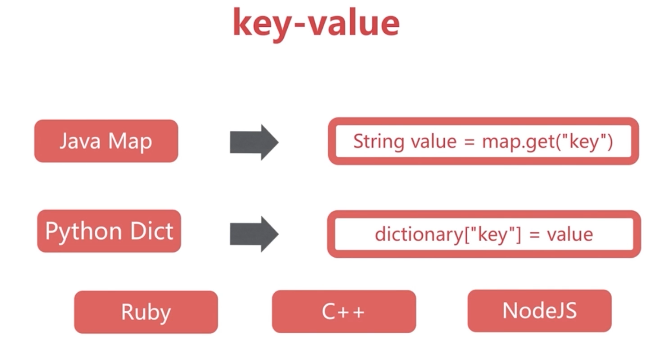 key-value
Java Map
String value = map.get("key")
Python Dict
dictionary["key"] = value
Ruby
C++
NodeJS